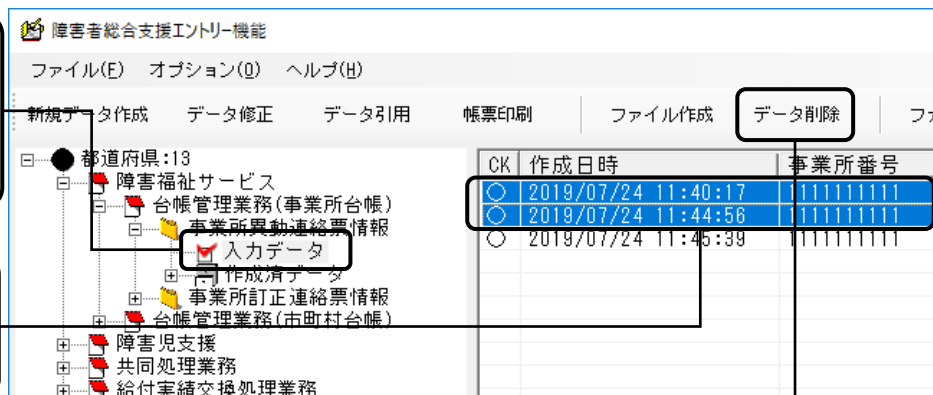 障害者総合支援エントリー機能
ファイル(F) オプション(O) ヘルプ(H)
新規データ作成 データ修正 データ引用 帳票印刷 ファイル作成 データ削除
都道府県:13
障害福祉サービス
台帳管理業務(事業所台帳)
事業所異動連絡票情報
入力データ
作成済データ
事業所訂正連絡票情報
台帳管理業務(市町村台帳)
障害児支援
共同処理業務
給付実績交換処理業務
CK 作成日時 事業所番号
○ 2019/07/24 11:40:17 1111111111
○ 2019/07/24 11:44:56 1111111111
○ 2019/07/24 11:45:39 1111111111